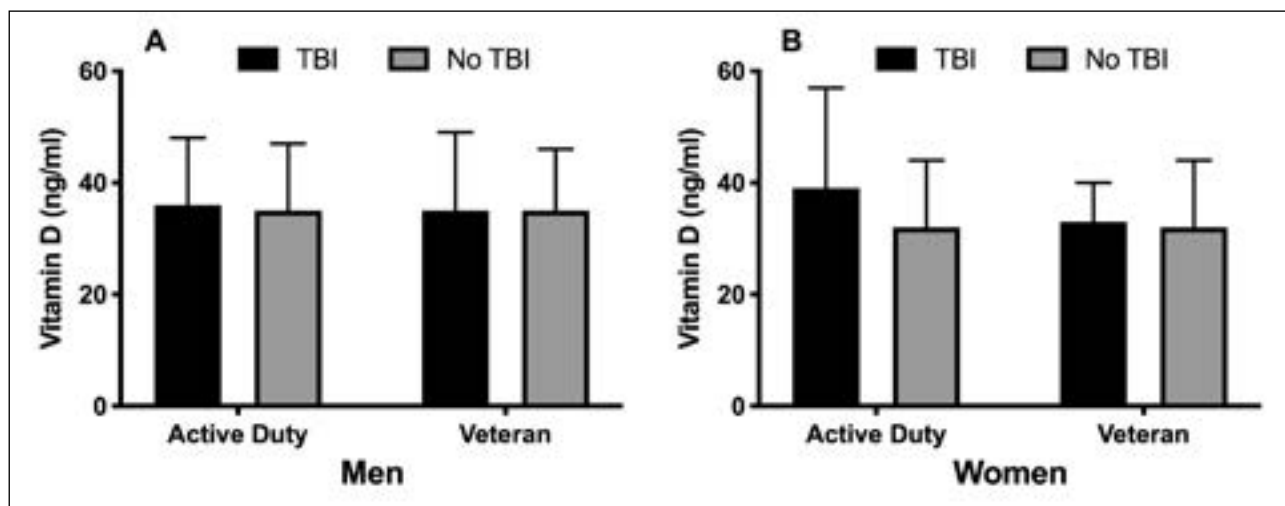 A
TBI
No TBI
Vitamin D (ng/ml)
60
40
20
0
Active Duty
Veteran
Men
B
TBI
No TBI
Vitamin D (ng/ml)
60
40
20
0
Active Duty
Veteran
Women